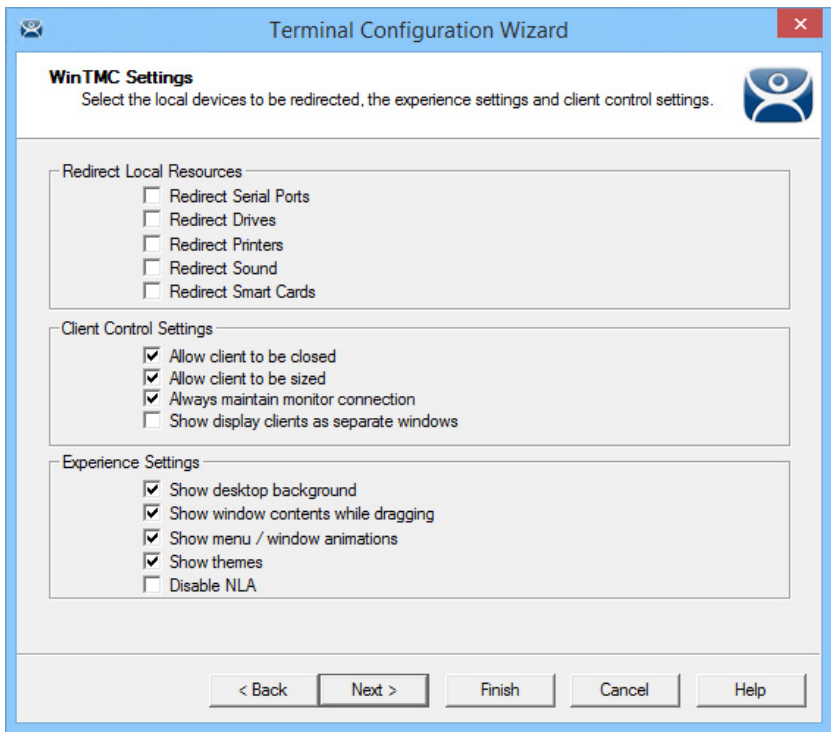 Terminal Configuration Wizard
WinTMC Settings
Select the local devices to be redirected, the experience settings and client control settings.
Redirect Local Resources
Redirect Serial Ports
Redirect Drives
Redirect Printers
Redirect Sound
Redirect Smart Cards
Client Control Settings
Allow client to be closed
Allow client to be sized
Always maintain monitor connection
Show display clients as separate windows
Experience Settings
Show desktop background
Show window contents while dragging
Show menu / window animations
Show themes
Disable NLA
< Back Next > Finish Cancel Help